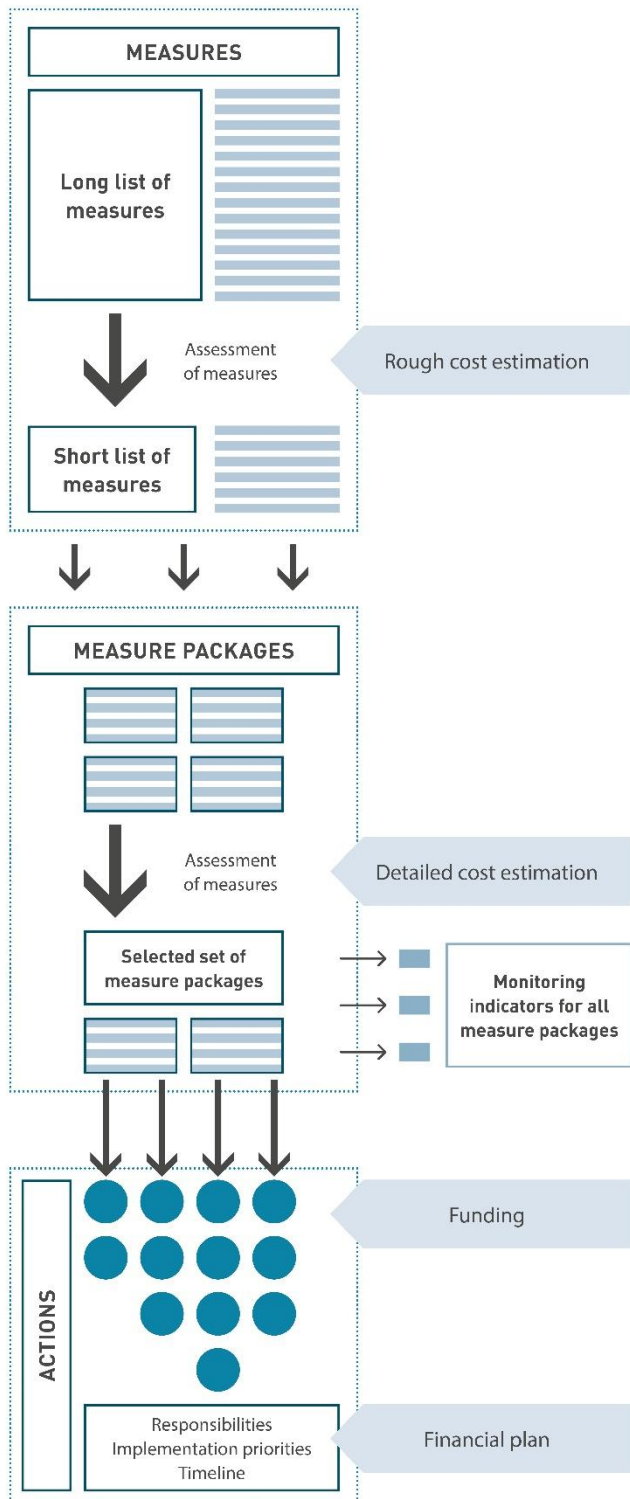 MEASURES
Long list of
measures
Assessment
of measures
Rough cost estimation
Short list of
measures
MEASURE PACKAGES
Assessment
of measures
Detailed cost estimation
Selected set of
measure packages
Monitoring
indicators for all
measure packages
ACTIONS
Funding
Responsibilities
Implementation priorities
Timeline
Financial plan